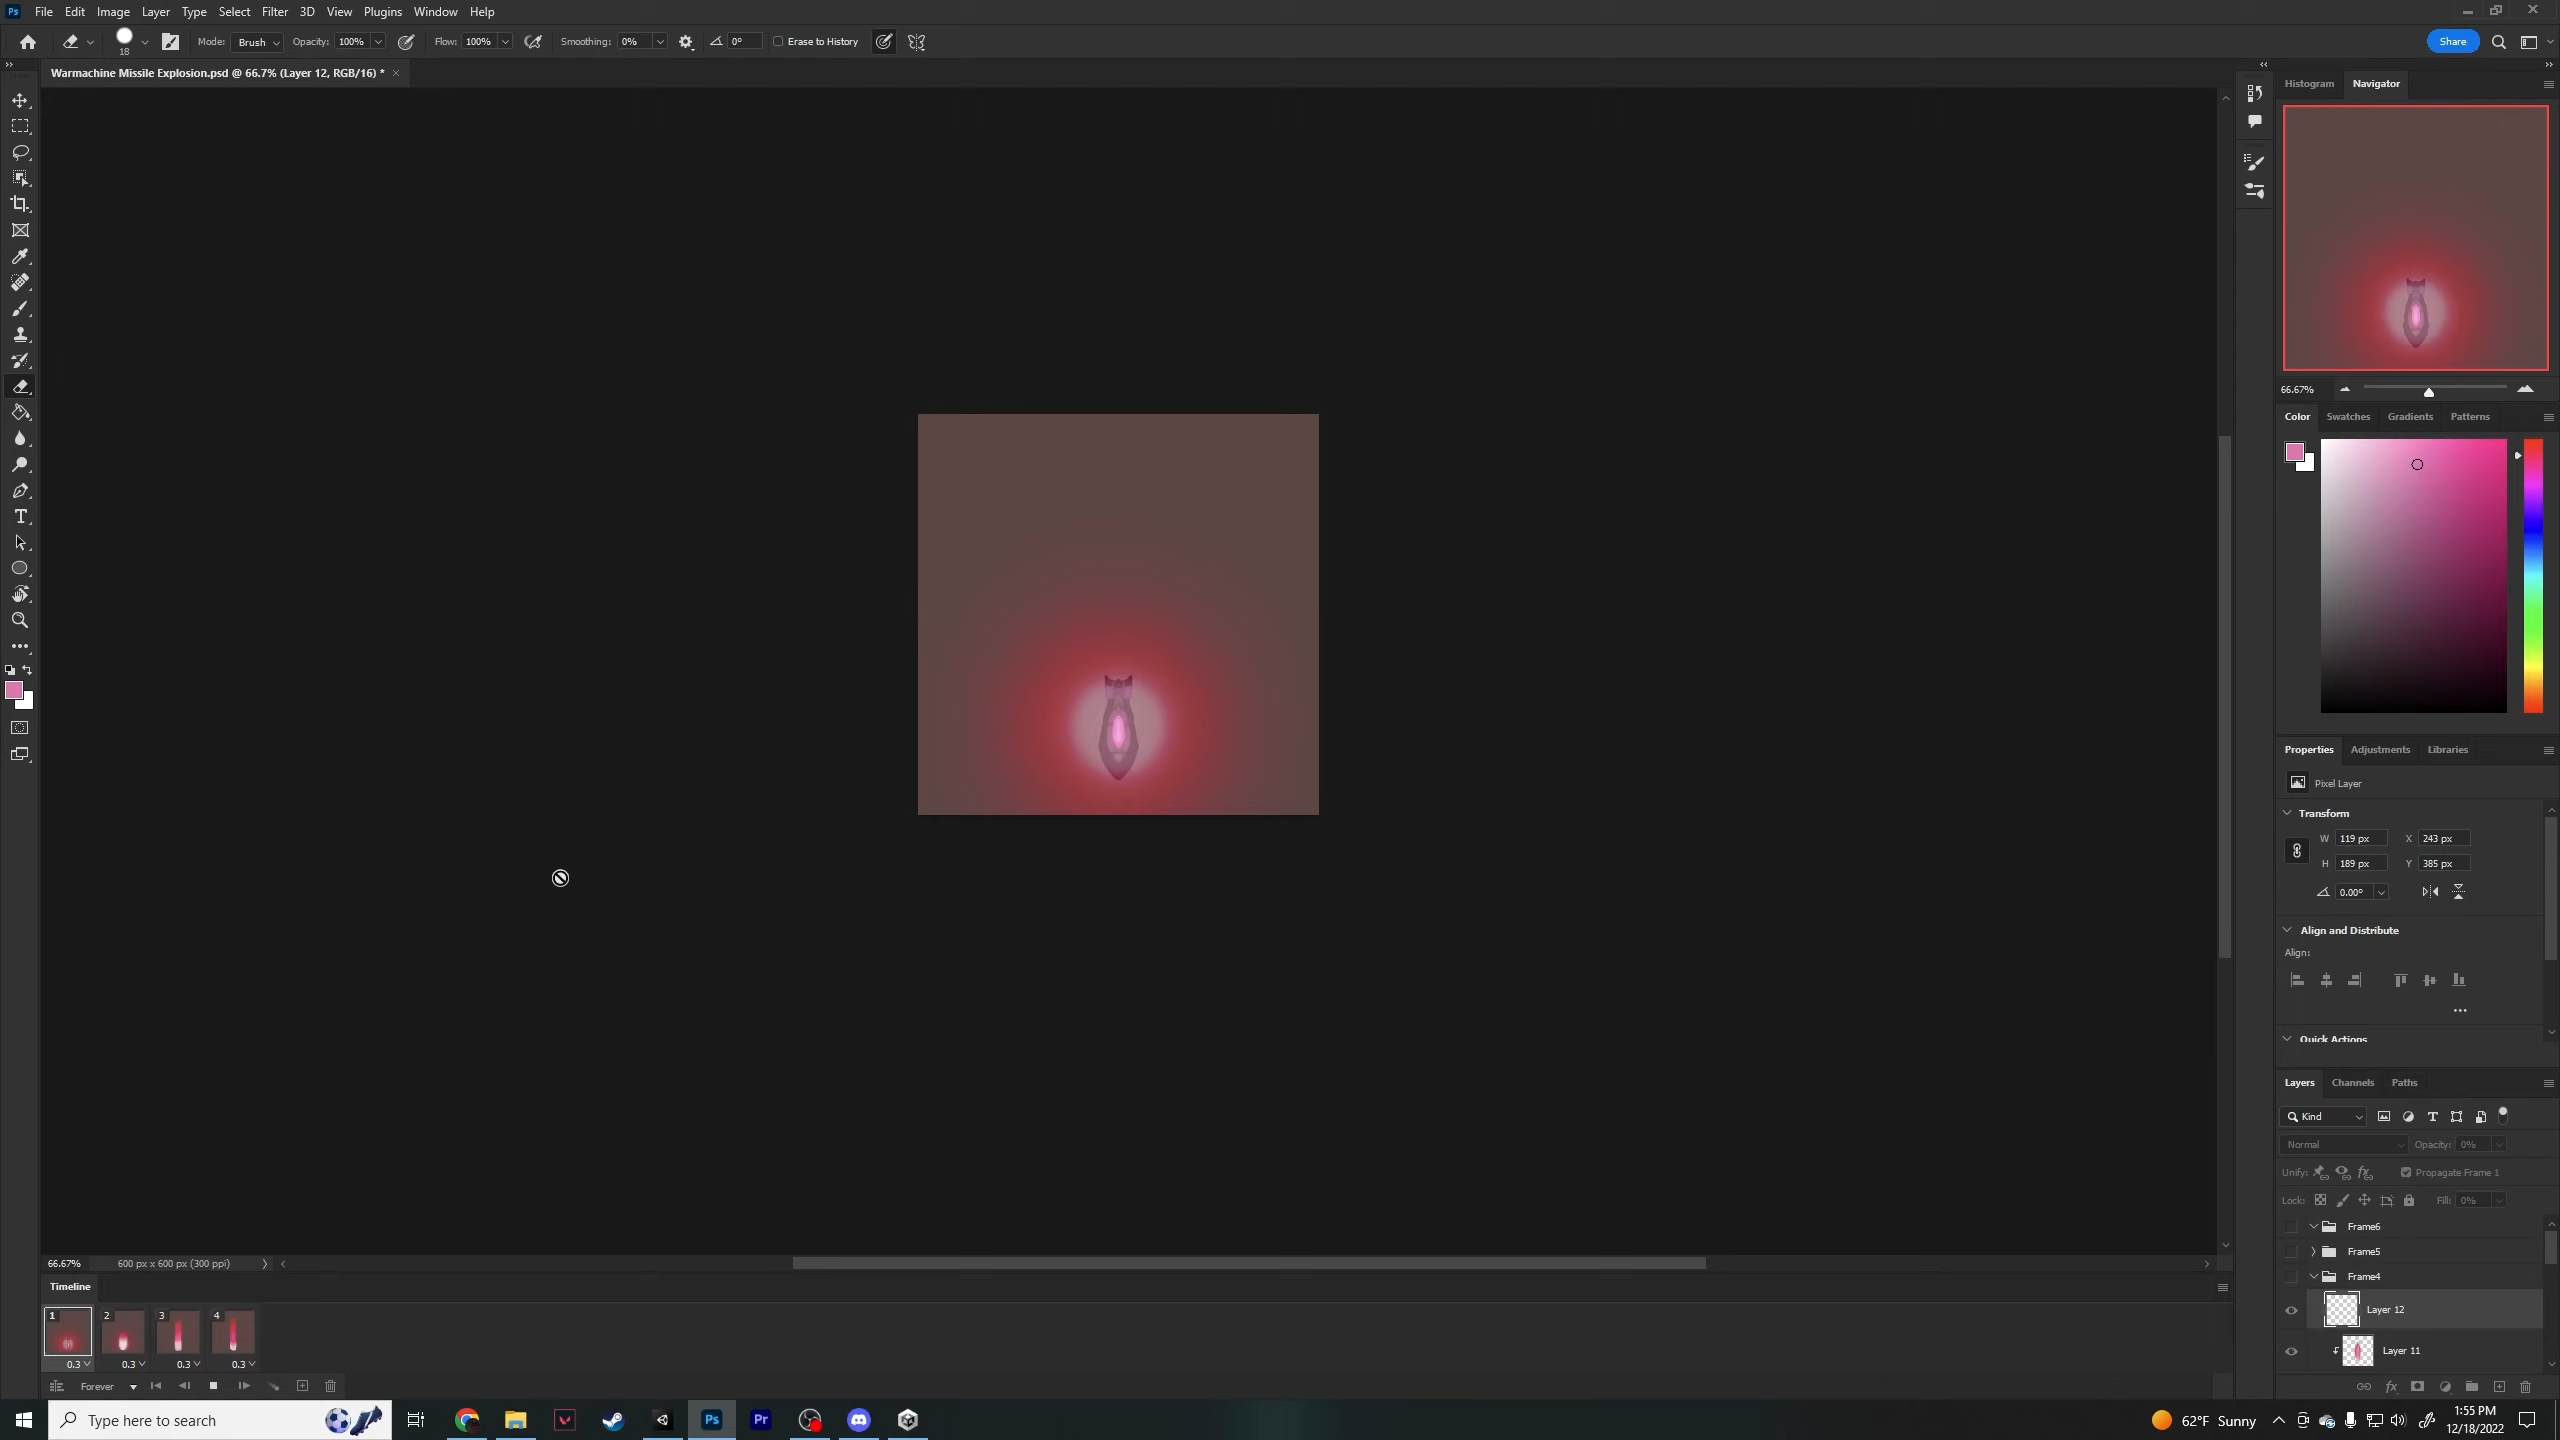 Ps File Edit Image Layer Type Select Filter 3D View Plugins Window Help
18 Mode: Brush Opacity: 100% Flow: 100% Smoothing: 0% 0° Erase to History Share
Warmachine Missile Explosion.psd @ 66.7% (Layer 12, RGB/16) *
Histogram Navigator
66.67%
Color Swatches Gradients Patterns
Properties Adjustments Libraries
Pixel Layer
Transform
W 119 px X 243 px
H 189 px Y 385 px
0.00°
Align and Distribute
Align:
Quick Actions
Layers Channels Paths
Kind
Normal Opacity: 0%
Unify: Propagate Frame 1
Lock: Fill: 0%
Frame6
Frame5
Frame4
Layer 12
Layer 11
66.67% 600 px x 600 px (300 ppi)
Timeline
1 2 3 4
0.3 0.3 0.3 0.3
Forever
Type here to search
Ps Pr
62°F Sunny
1:55 PM
12/18/2022